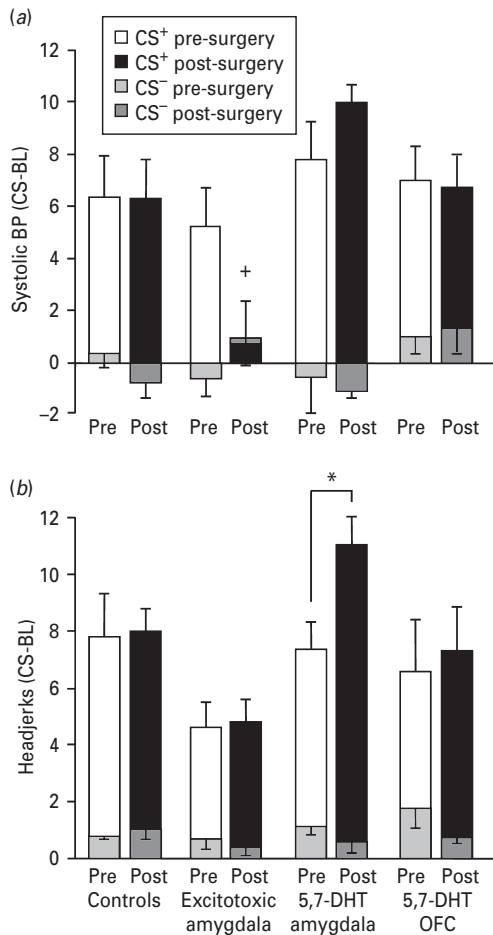 (a)
CS+ pre-surgery
CS+ post-surgery
CS− pre-surgery
CS− post-surgery
Systolic BP (CS-BL)
12
10
8
6
4
2
0
−2
+
Pre Post Pre Post Pre Post Pre Post
(b)
Headjerks (CS-BL)
12
10
8
6
4
2
0
*
Pre Post Pre Post Pre Post Pre Post
Controls Excitotoxic 5,7-DHT 5,7-DHT
amygdala amygdala OFC